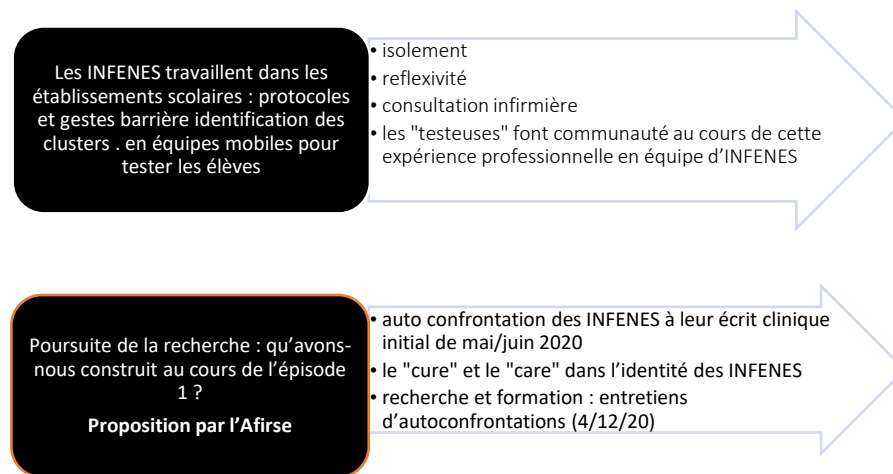 Les INFENES travaillent dans les
établissements scolaires : protocoles
et gestes barrière identification des
clusters . en équipes mobiles pour
tester les élèves
• isolement
• reflexivité
• consultation infirmière
• les "testeuses" font communauté au cours de cette
expérience professionnelle en équipe d'INFENES
Poursuite de la recherche : qu'avons-
nous construit au cours de l'épisode
1 ?
Proposition par l'Afirse
• auto confrontation des INFENES à leur écrit clinique
initial de mai/juin 2020
• le "cure" et le "care" dans l'identité des INFENES
• recherche et formation : entretiens
d'autoconfrontations (4/12/20)